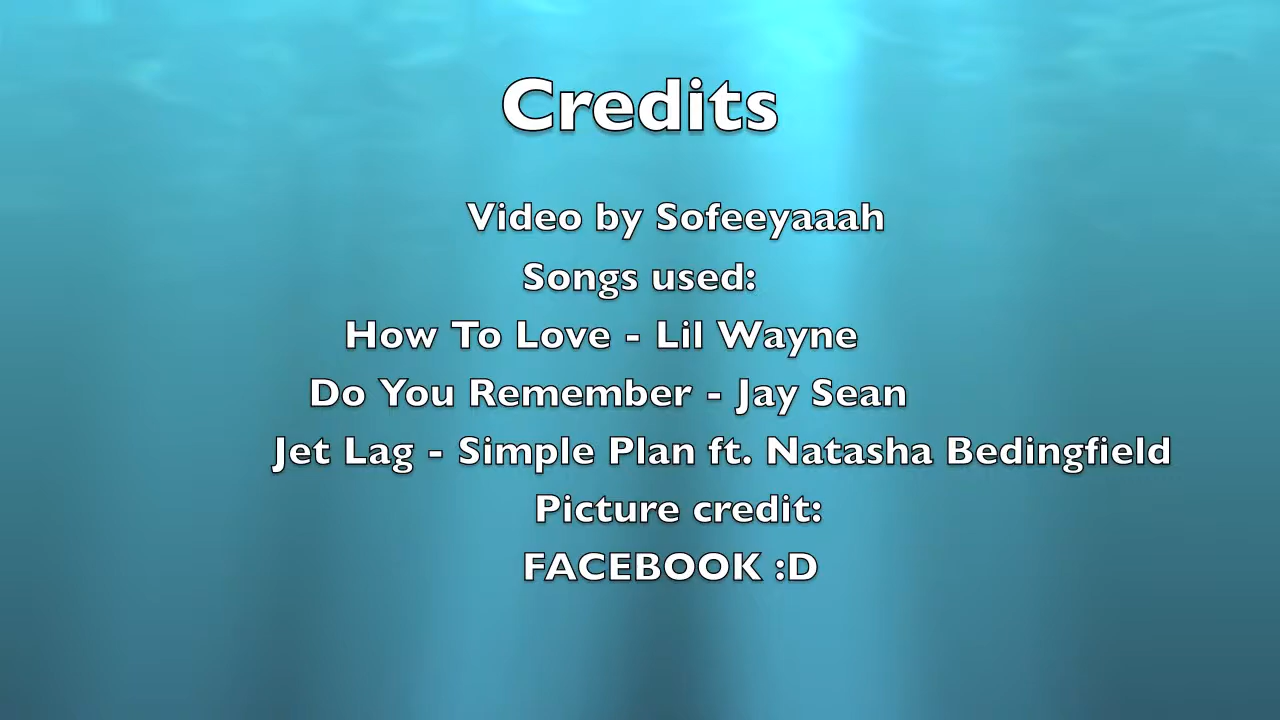 Credits
Video by Sofeeyaaah
Songs used:
How To Love - Lil Wayne
Do You Remember - Jay Sean
Jet Lag - Simple Plan ft. Natasha Bedingfield
Picture credit:
FACEBOOK :D